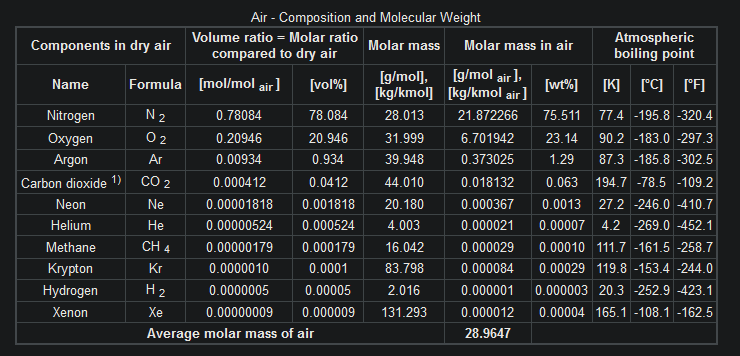 Air - Composition and Molecular Weight
Components in dry air Volume ratio = Molar ratio compared to dry air Molar mass Molar mass in air Atmospheric boiling point
Name Formula [mol/mol air] [vol%] [g/mol], [kg/kmol] [g/mol air], [kg/kmol air] [wt%] [K] [°C] [°F]
Nitrogen N 2 0.78084 78.084 28.013 21.872266 75.511 77.4 -195.8 -320.4
Oxygen O 2 0.20946 20.946 31.999 6.701942 23.14 90.2 -183.0 -297.3
Argon Ar 0.00934 0.934 39.948 0.373025 1.29 87.3 -185.8 -302.5
Carbon dioxide 1) CO 2 0.000412 0.0412 44.010 0.018132 0.063 194.7 -78.5 -109.2
Neon Ne 0.00001818 0.001818 20.180 0.000367 0.0013 27.2 -246.0 -410.7
Helium He 0.00000524 0.000524 4.003 0.000021 0.00007 4.2 -269.0 -452.1
Methane CH 4 0.00000179 0.000179 16.042 0.000029 0.00010 111.7 -161.5 -258.7
Krypton Kr 0.0000010 0.0001 83.798 0.000084 0.00029 119.8 -153.4 -244.0
Hydrogen H 2 0.0000005 0.00005 2.016 0.000001 0.000003 20.3 -252.9 -423.1
Xenon Xe 0.00000009 0.000009 131.293 0.000012 0.00004 165.1 -108.1 -162.5
Average molar mass of air 28.9647